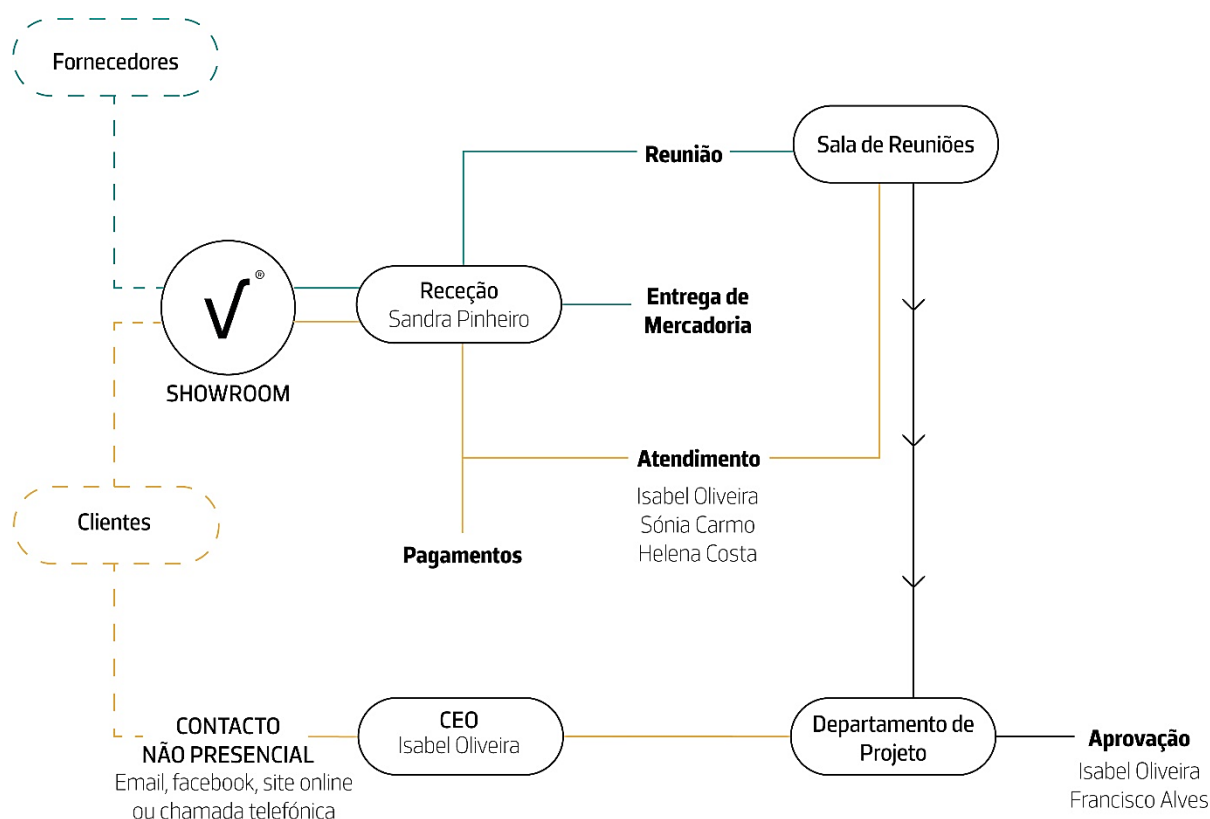 Fornecedores
Reunião
Sala de Reuniões
®
SHOWROOM
Receção
Sandra Pinheiro
Entrega de
Mercadoria
Clientes
Atendimento
Isabel Oliveira
Sónia Carmo
Helena Costa
Pagamentos
CONTACTO
NÃO PRESENCIAL
Email, facebook, site online
ou chamada telefónica
CEO
Isabel Oliveira
Departamento de
Projeto
Aprovação
Isabel Oliveira
Francisco Alves